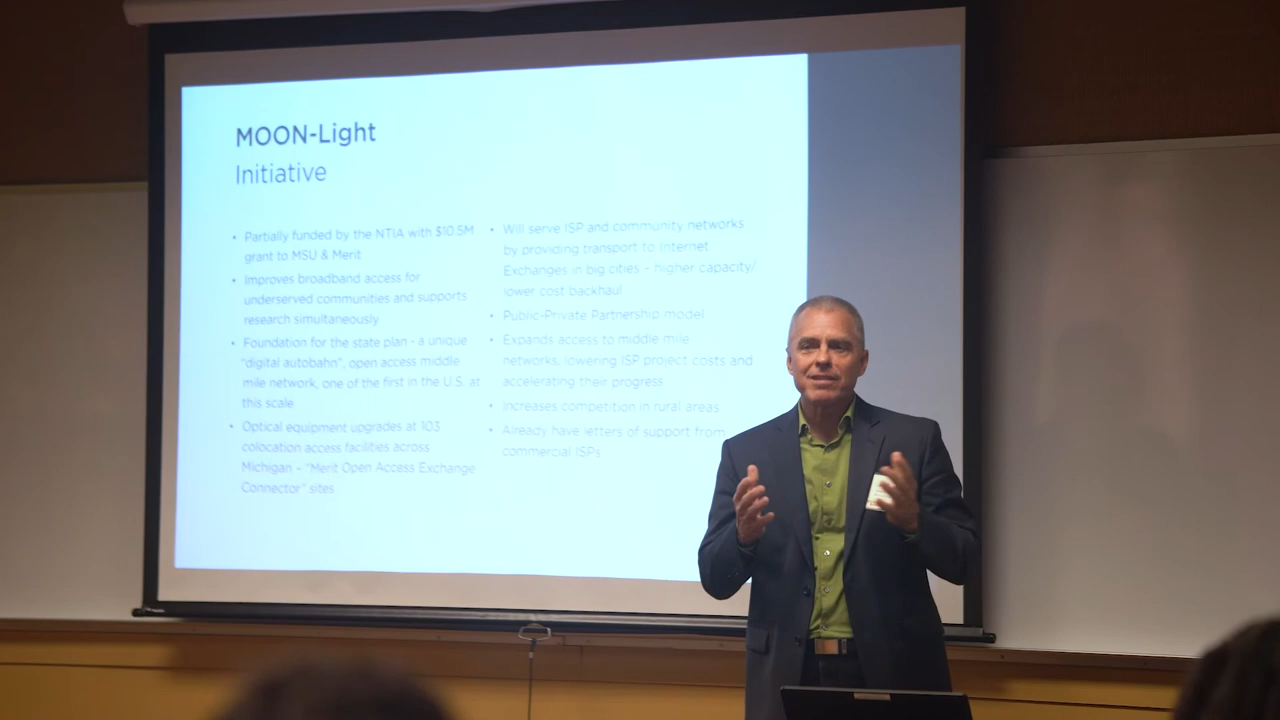 MOON-Light
Initiative
• Partially funded by the NTIA with $10.5M
grant to MSU & Merit
• Improves broadband access for
underserved communities and supports
research simultaneously
• Foundation for the state plan - a unique
"digital autobahn", open access middle
mile network, one of the first in the U.S. at
this scale
• Optical equipment upgrades at 103
colocation access facilities across
Michigan – "Merit Open Access Exchange
Connector" sites
• Will serve ISP and community networks
by providing transport to Internet
Exchanges in big cities – higher capacity/
lower cost backhaul
• Public-Private Partnership model
• Expands access to middle mile
networks, lowering ISP project costs and
accelerating their progress
• Increases competition in rural areas
• Already have letters of support from
commercial ISPs